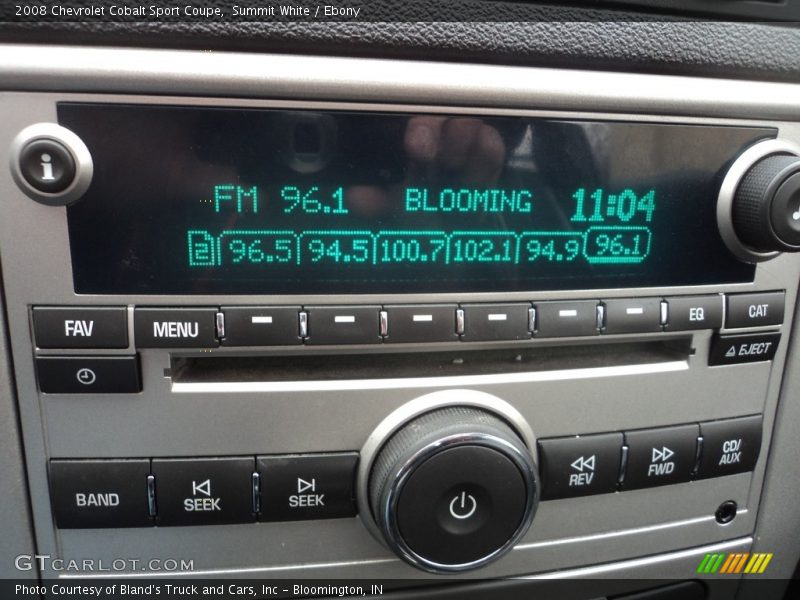 2008 Chevrolet Cobalt Sport Coupe, Summit White / Ebony
i
FM 96.1 BLOOMING 11:04
2 96.5 94.5 100.7 102.1 94.9 96.1
FAV MENU EQ CAT
EJECT
BAND SEEK SEEK REV FWD CD/AUX
GTCARLOT.COM
Photo Courtesy of Bland's Truck and Cars, Inc - Bloomington, IN